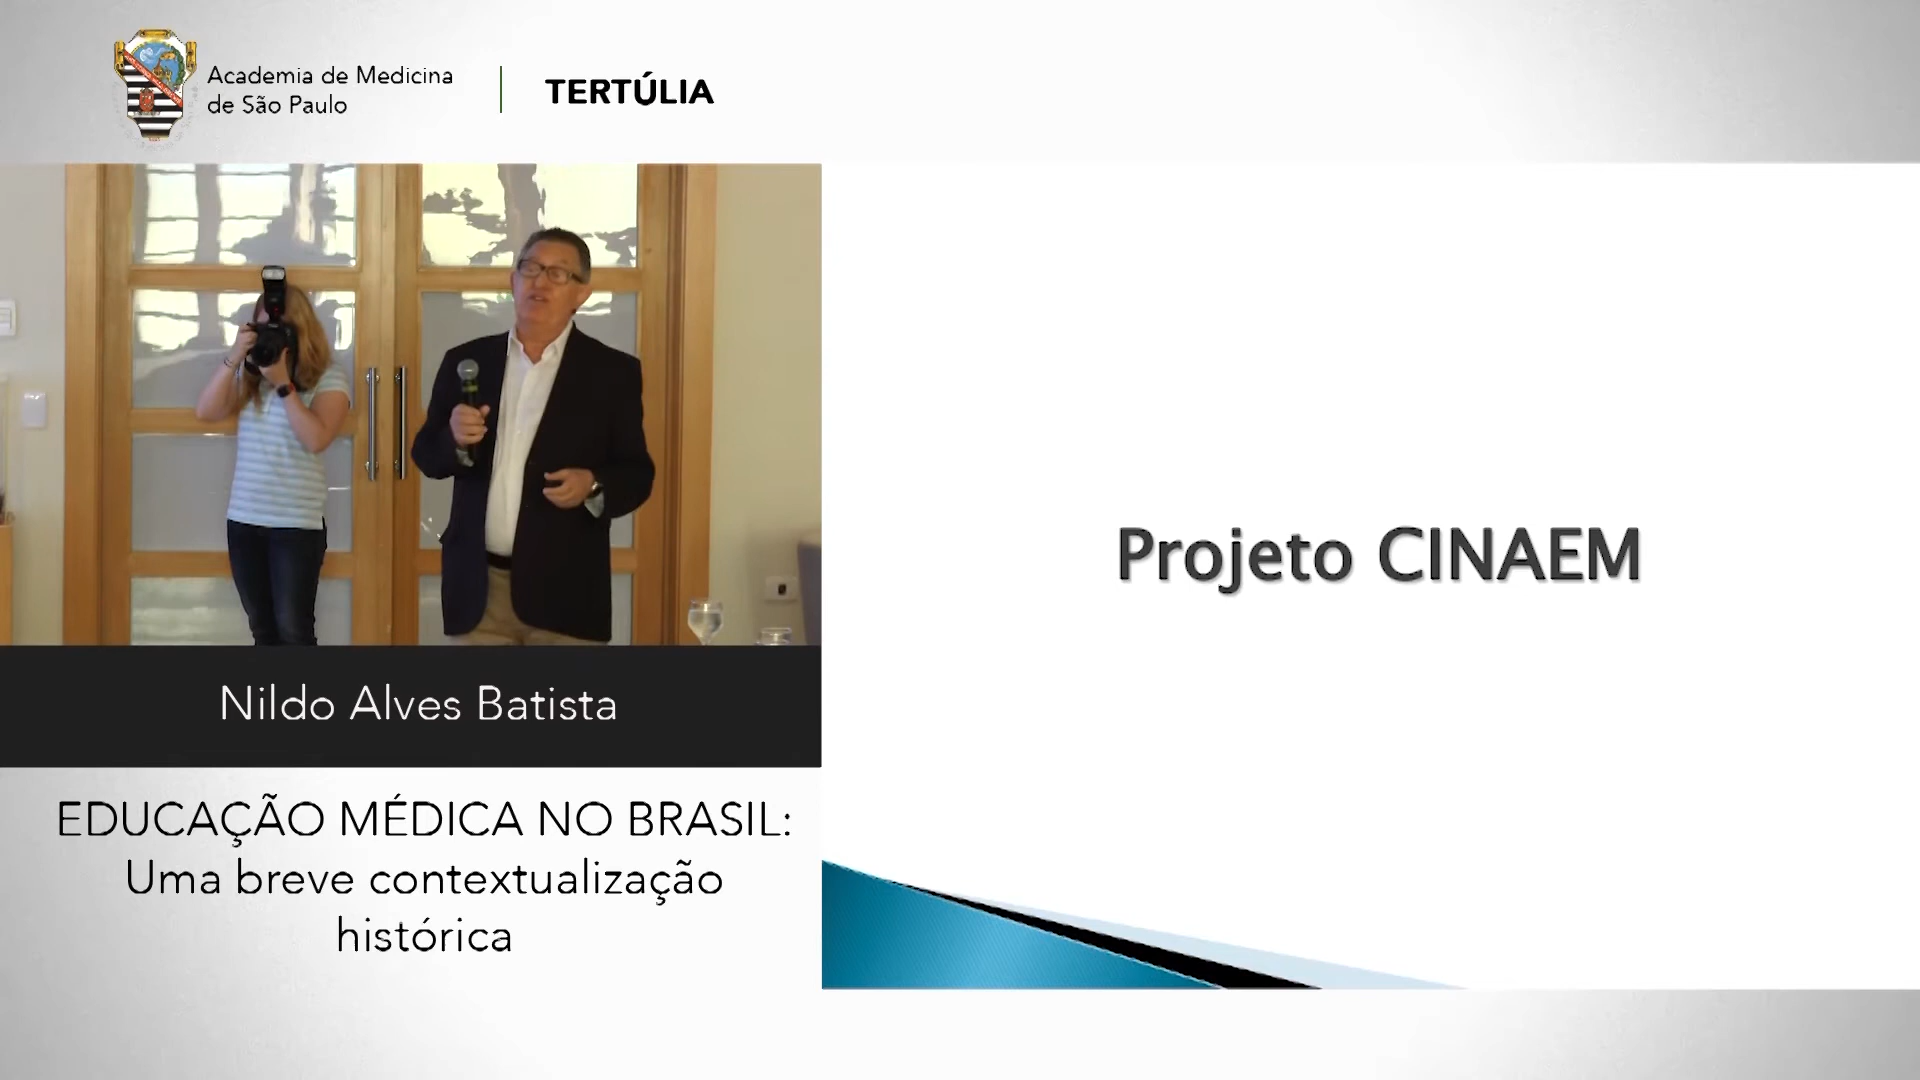 Academia de Medicina
de São Paulo
TERTÚLIA
Projeto CINAEM
Nildo Alves Batista
EDUCAÇÃO MÉDICA NO BRASIL:
Uma breve contextualização
histórica